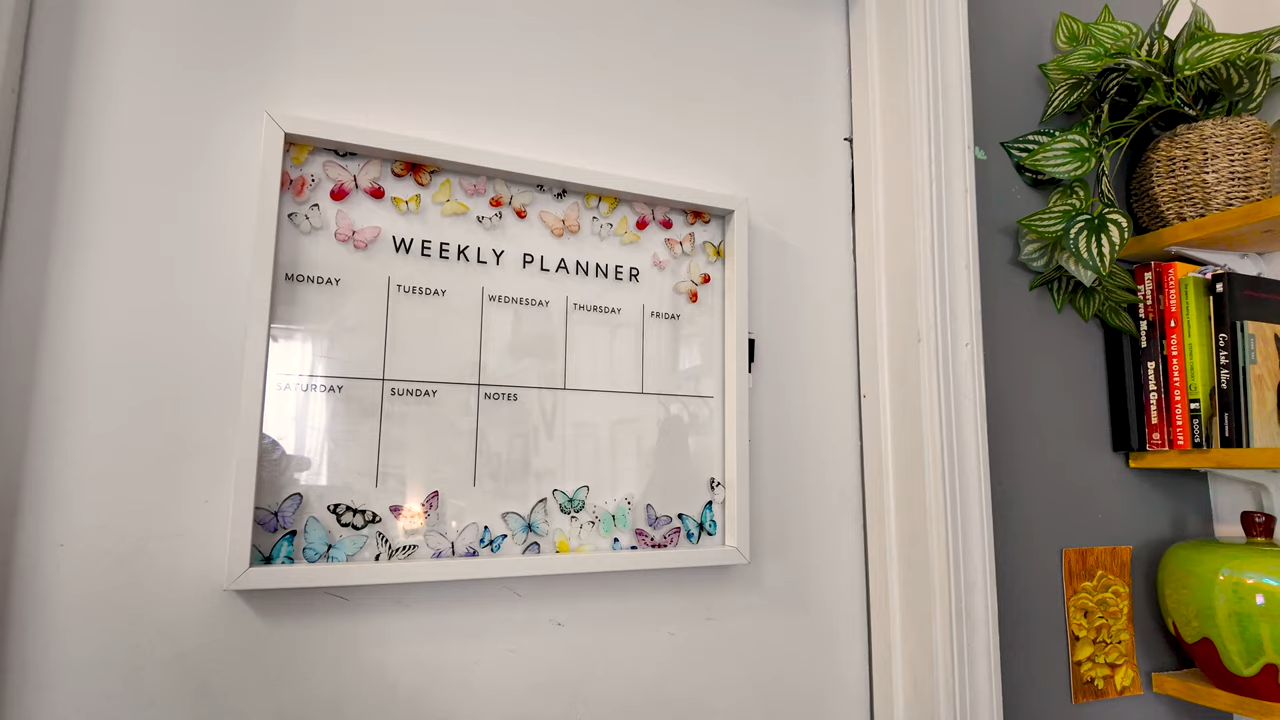 WEEKLY PLANNER
MONDAY
TUESDAY
WEDNESDAY
THURSDAY
FRIDAY
SATURDAY
SUNDAY
NOTES
Killers of the
Flower Moon
David Grann
VICKI ROBIN
YOUR MONEY OR YOUR LIFE
BOOKS
Go Ask Alice
Anonymous